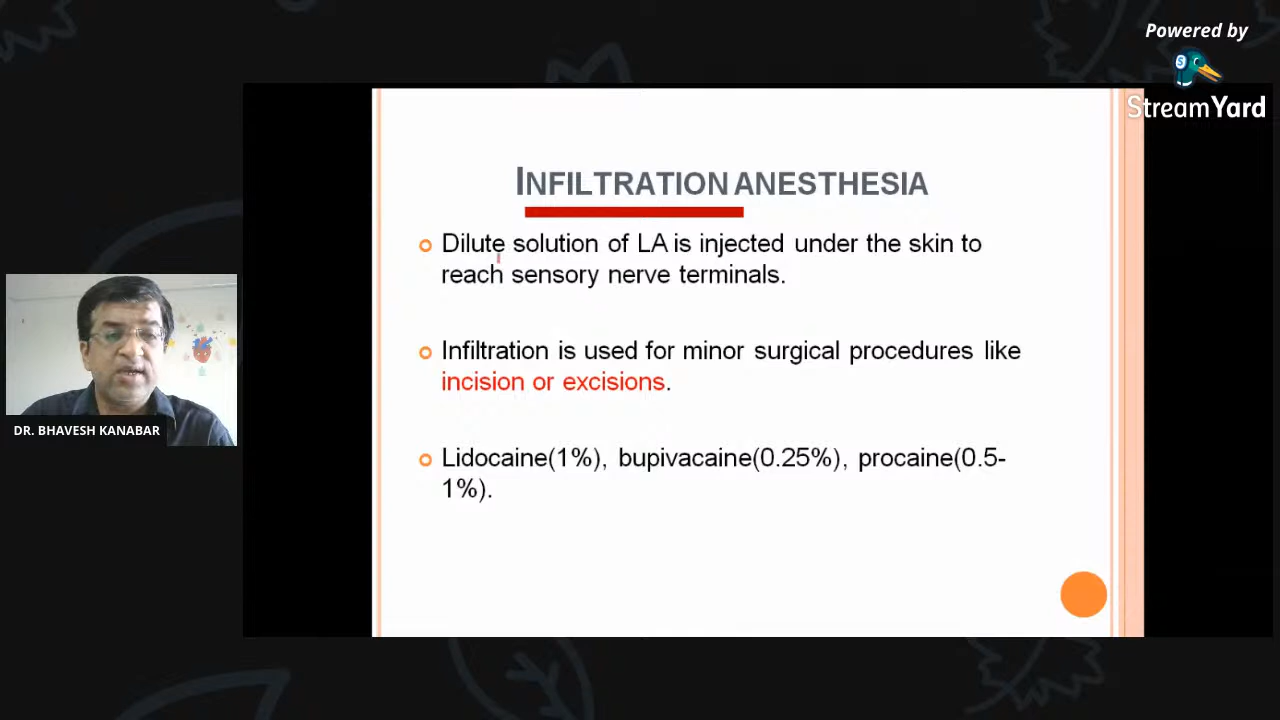 Powered by
StreamYard
INFILTRATION ANESTHESIA
Dilute solution of LA is injected under the skin to
reach sensory nerve terminals.
Infiltration is used for minor surgical procedures like
incision or excisions.
Lidocaine(1%), bupivacaine(0.25%), procaine(0.5-
1%).
DR. BHAVESH KANABAR